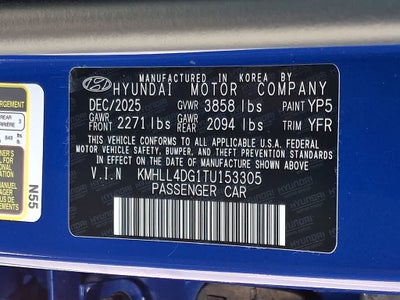 MANUFACTURED IN KOREA BY
HYUNDAI MOTOR COMPANY
DEC/2025 GVWR 3858 lbs PAINT YP5
GAWR FRONT 2271 lbs GAWR REAR 2094 lbs TRIM YFR
THIS VEHICLE CONFORMS TO ALL APPLICABLE U.S.A FEDERAL
MOTOR VEHICLE SAFETY, BUMPER, AND THEFT PREVENTION STANDARDS
IN EFFECT ON THE DATE OF MANUFACTURE SHOWN ABOVE.
V.I.N KMHLL4DG1TU153305
PASSENGER CAR
N55